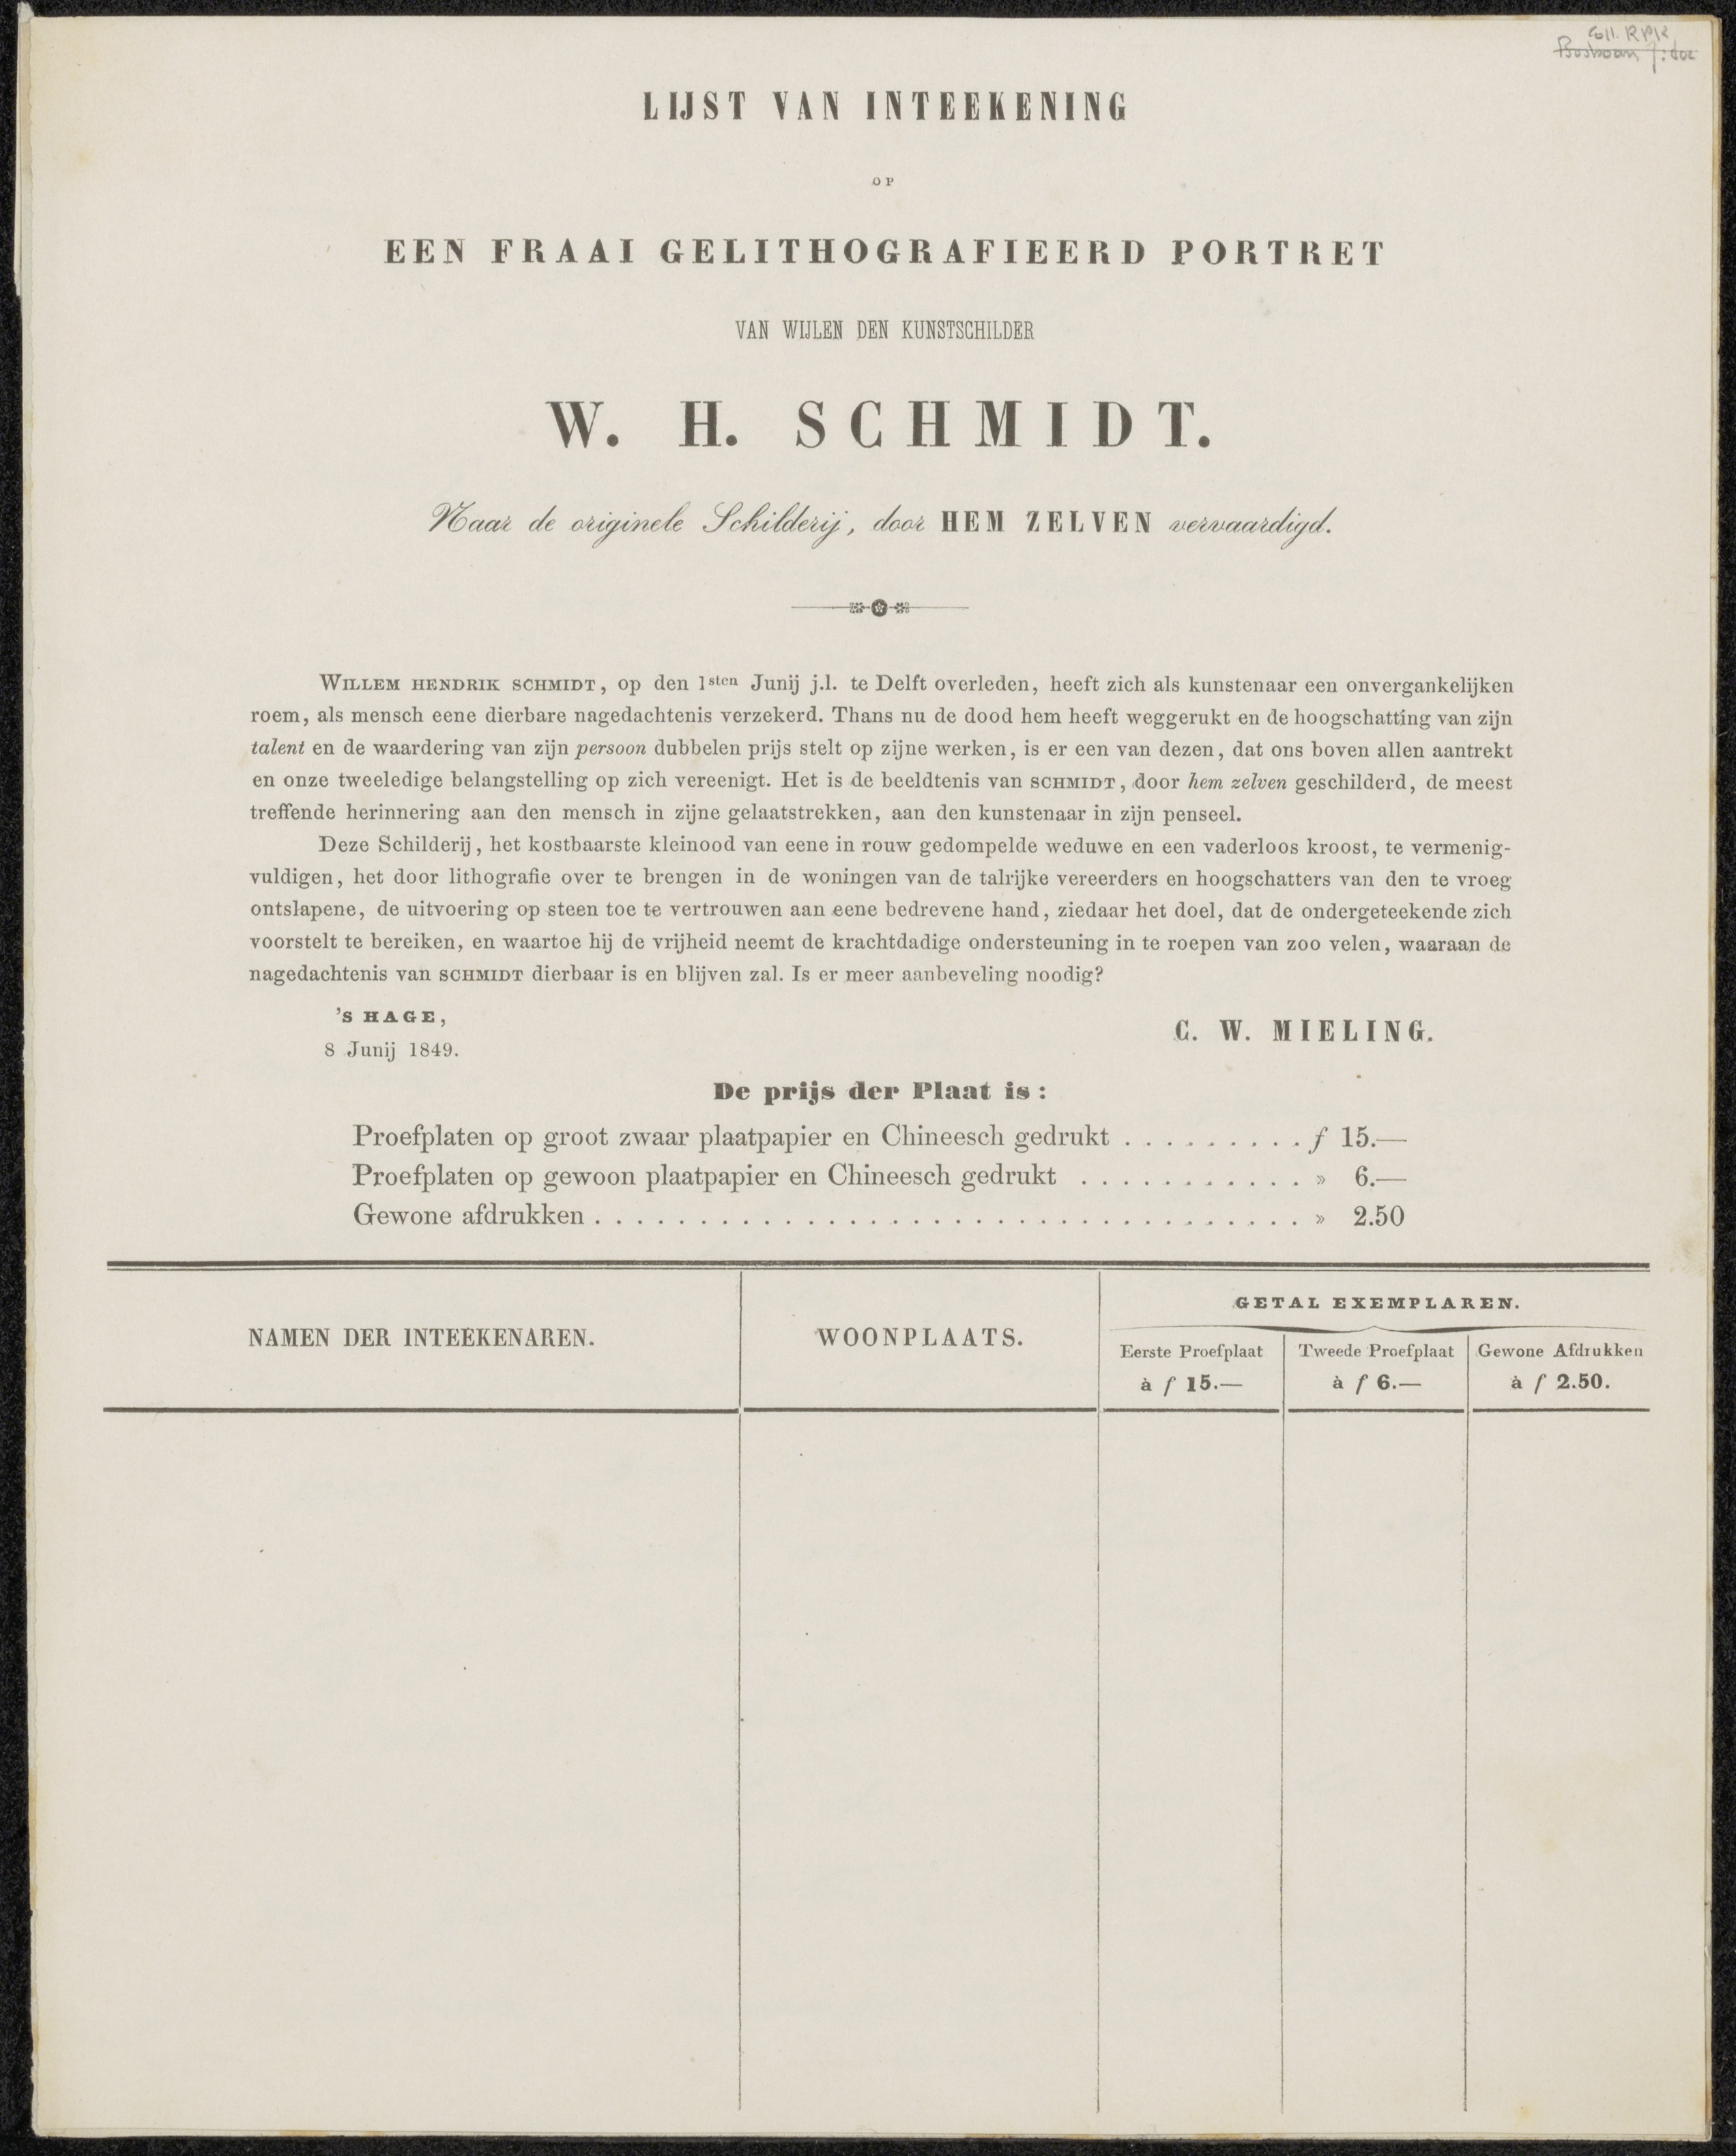 Coll. RPK
LIJST VAN INTEEKENING
OP
EEN FRAAI GELITHOGRAFIEERD PORTRET
VAN WIJLEN DEN KUNSTSCHILDER
W. H. SCHMIDT.
Naar de originele Schilderij, door HEM ZELVEN vervaardigd.
WILLEM HENDRIK SCHMIDT, op den 1sten Junij j.l. te Delft overleden, heeft zich als kunstenaar een onvergankelijken
roem, als mensch eene dierbare nagedachtenis verzekerd. Thans nu de dood hem heeft weggerukt en de hoogschatting van zijn
talent en de waardering van zijn persoon dubbelen prijs stelt op zijne werken, is er een van dezen, dat ons boven allen aantrekt
en onze tweeledige belangstelling op zich vereenigt. Het is de beeldtenis van SCHMIDT, door hem zelven geschilderd, de meest
treffende herinnering aan den mensch in zijne gelaatstrekken, aan den kunstenaar in zijn penseel.
Deze Schilderij, het kostbaarste kleinood van eene in rouw gedompelde weduwe en een vaderloos kroost, te vermenig-
vuldigen, het door lithografie over te brengen in de woningen van de talrijke vereerders en hoogschatters van den te vroeg
ontslapene, de uitvoering op steen toe te vertrouwen aan eene bedrevene hand, ziedaar het doel, dat de ondergeteekende zich
voorstelt te bereiken, en waartoe hij de vrijheid neemt de krachtdadige ondersteuning in te roepen van zoo velen, waaraan de
nagedachtenis van SCHMIDT dierbaar is en blijven zal. Is er meer aanbeveling noodig?
'S HAGE,
C. W. MIELING.
8 Junij 1849.
De prijs der Plaat is:
Proefplaten op groot zwaar plaatpapier en Chineesch gedrukt . . . . . . . . . f 15.—
Proefplaten op gewoon plaatpapier en Chineesch gedrukt . . . . . . . . . . . » 6.—
Gewone afdrukken . . . . . . . . . . . . . . . . . . . . . . . . . . . . . . . . . . » 2.50
NAMEN DER INTEEKENAREN.
WOONPLAATS.
GETAL EXEMPLAREN.
Eerste Proefplaat
à f 15.—
Tweede Proefplaat
à f 6.—
Gewone Afdrukken
à f 2.50.